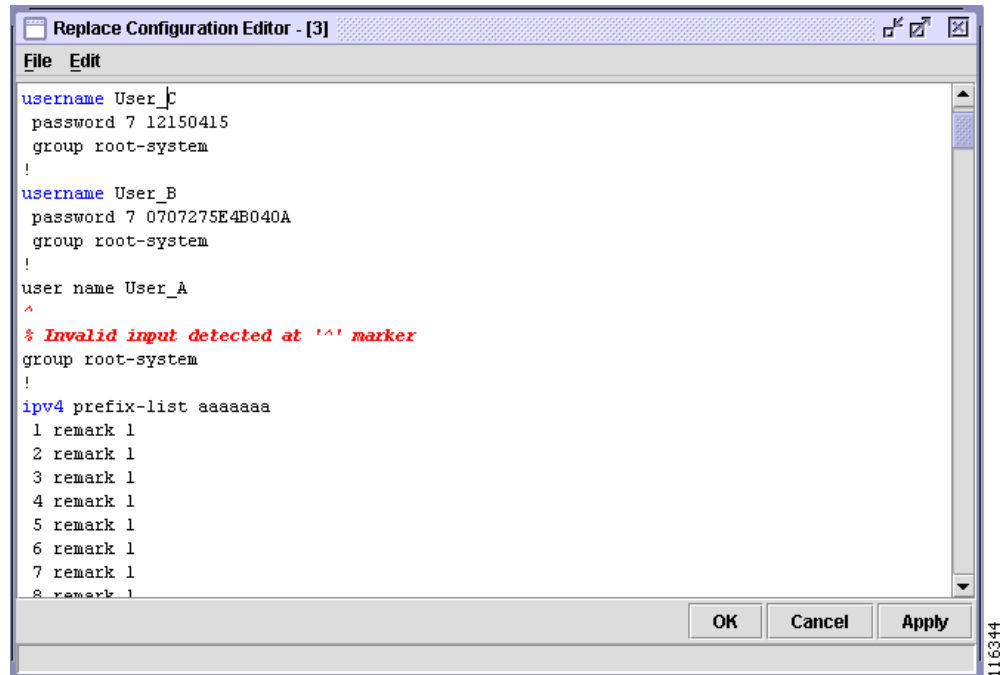 Replace Configuration Editor - [3]
File Edit
username User_C
password 7 12150415
group root-system
!
username User_B
password 7 0707275E4B040A
group root-system
!
user name User_A
^
% Invalid input detected at '^' marker
group root-system
!
ipv4 prefix-list aaaaaaa
1 remark 1
2 remark 1
3 remark 1
4 remark 1
5 remark 1
6 remark 1
7 remark 1
8 remark 1
OK Cancel Apply
116344